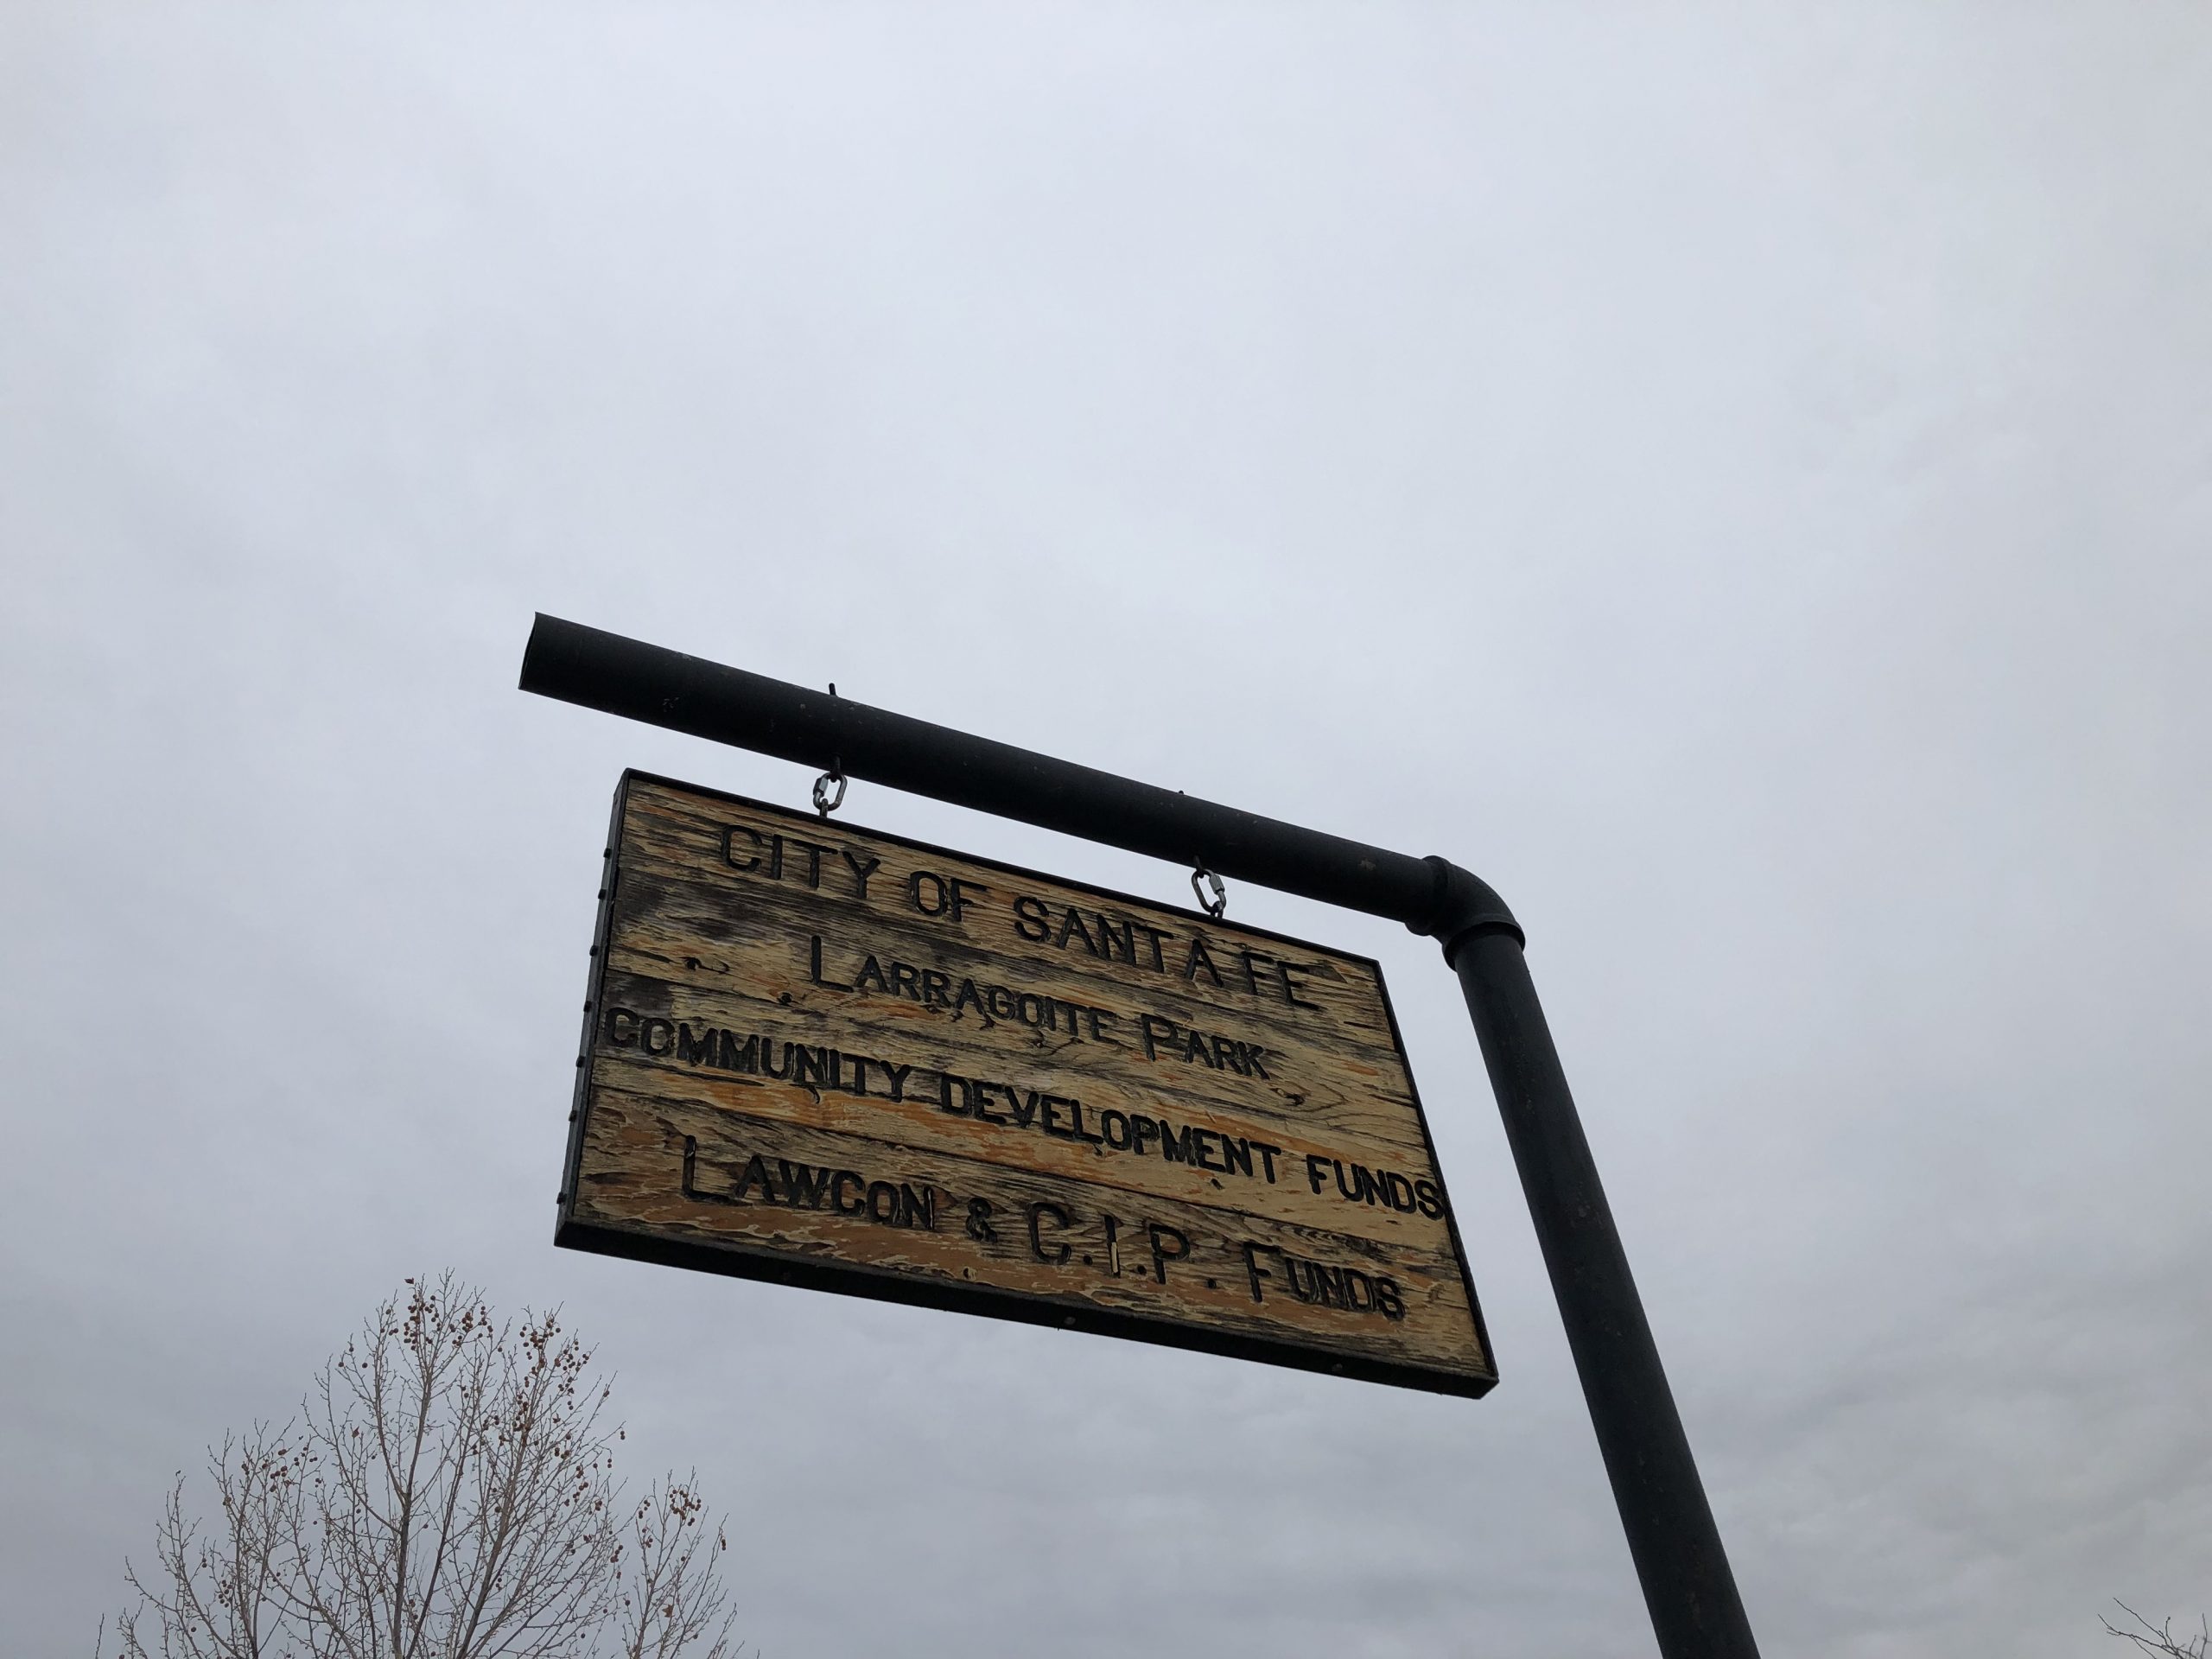 CITY OF SANTA FE
LARRAGOITE PARK
COMMUNITY DEVELOPMENT FUNDS
LAWCON & C.I.P. FUNDS